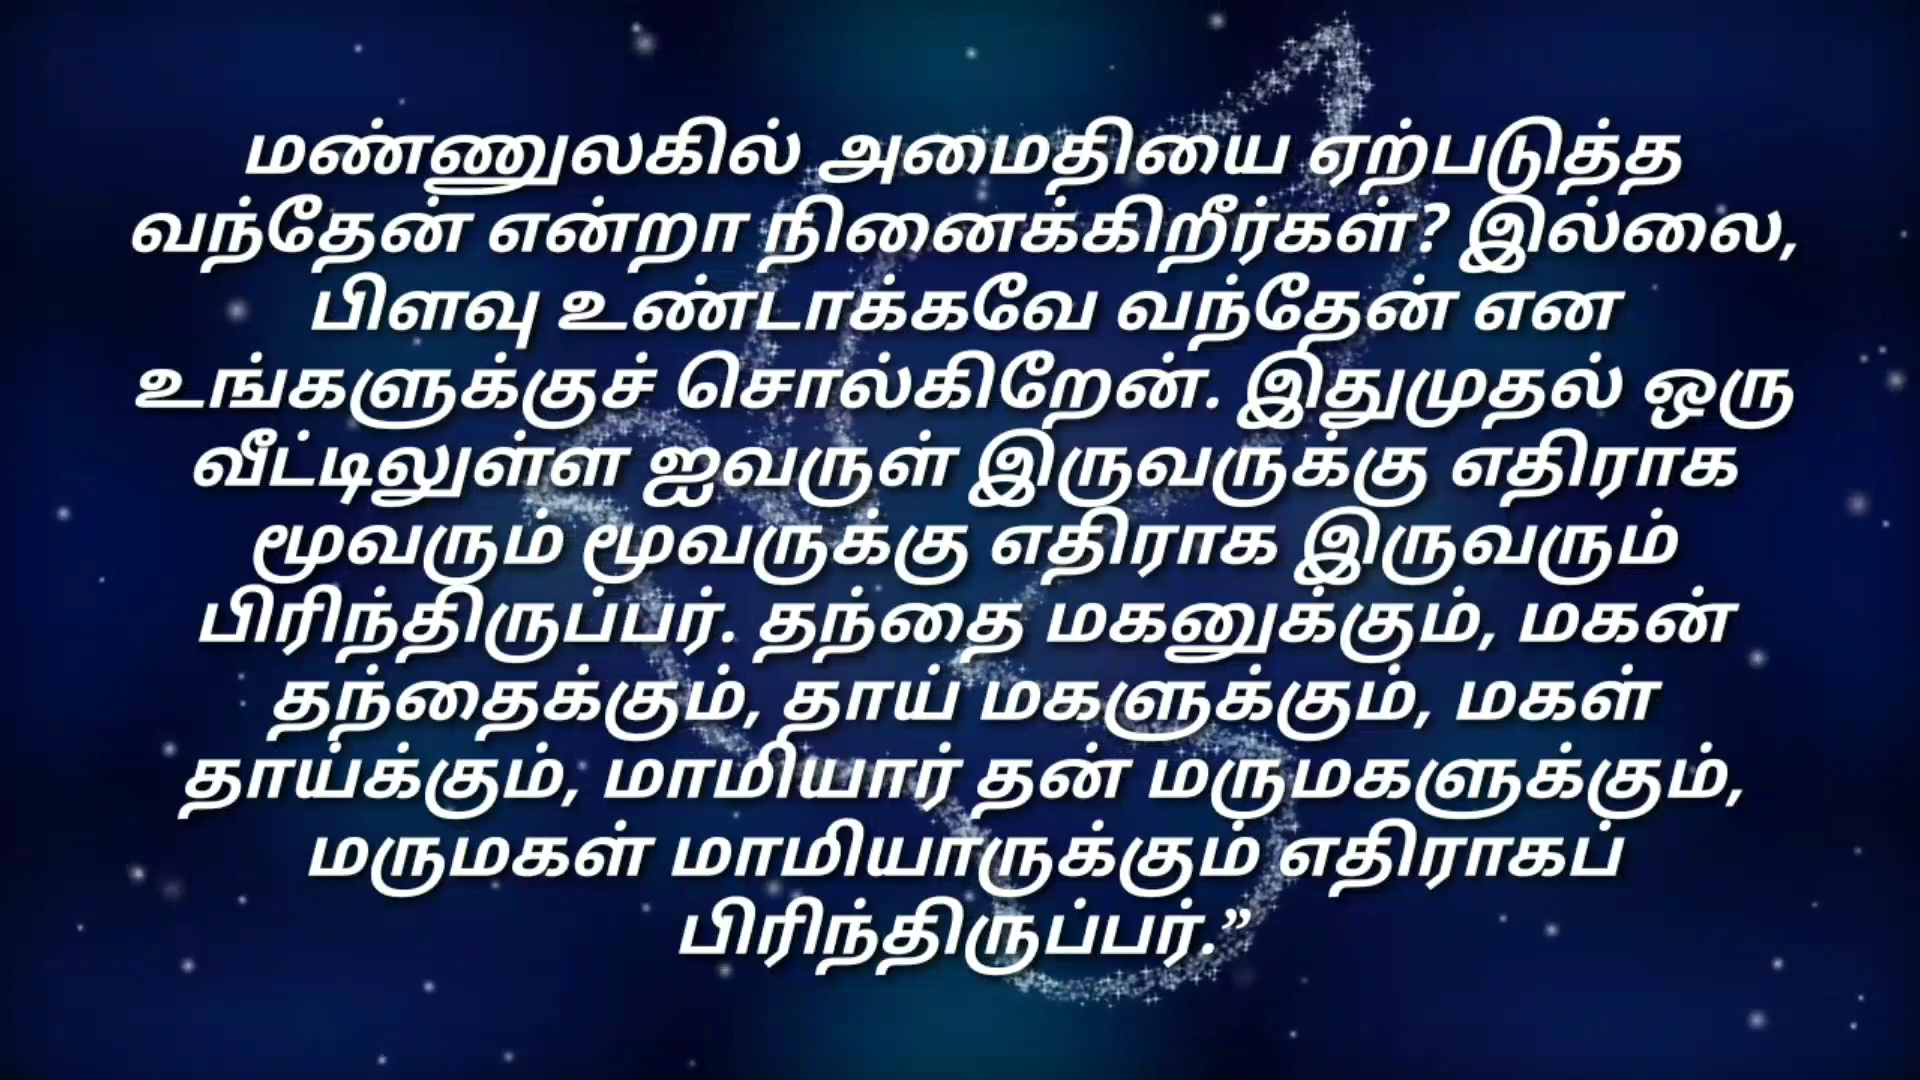 மண்ணுலகில் அமைதியை ஏற்படுத்த
வந்தேன் என்றா நினைக்கிறீர்கள்? இல்லை,
பிளவு உண்டாக்கவே வந்தேன் என
உங்களுக்குச் சொல்கிறேன். இதுமுதல் ஒரு
வீட்டிலுள்ள ஐவருள் இருவருக்கு எதிராக
மூவரும் மூவருக்கு எதிராக இருவரும்
பிரிந்திருப்பர். தந்தை மகனுக்கும், மகன்
தந்தைக்கும், தாய் மகளுக்கும், மகள்
தாய்க்கும், மாமியார் தன் மருமகளுக்கும்,
மருமகள் மாமியாருக்கும் எதிராகப்
பிரிந்திருப்பர்.”